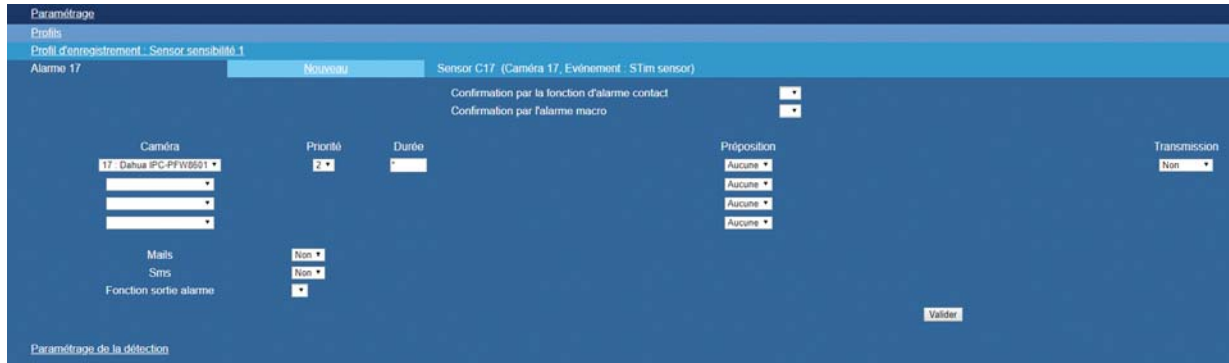 Paramétrage
Profils
Profil d'enregistrement : Sensor sensibilité 1
Alarme 17 Nouveau Sensor C17 (Caméra 17, Evénement : STim sensor)
Confirmation par la fonction d'alarme contact
Confirmation par l'alarme macro
Caméra Priorité Durée Préposition Transmission
17 : Dahua IPC-PFW8601 2 * Aucune Non
Aucune
Aucune
Aucune
Mails Non
Sms Non
Fonction sortie alarme
Valider
Paramétrage de la détection